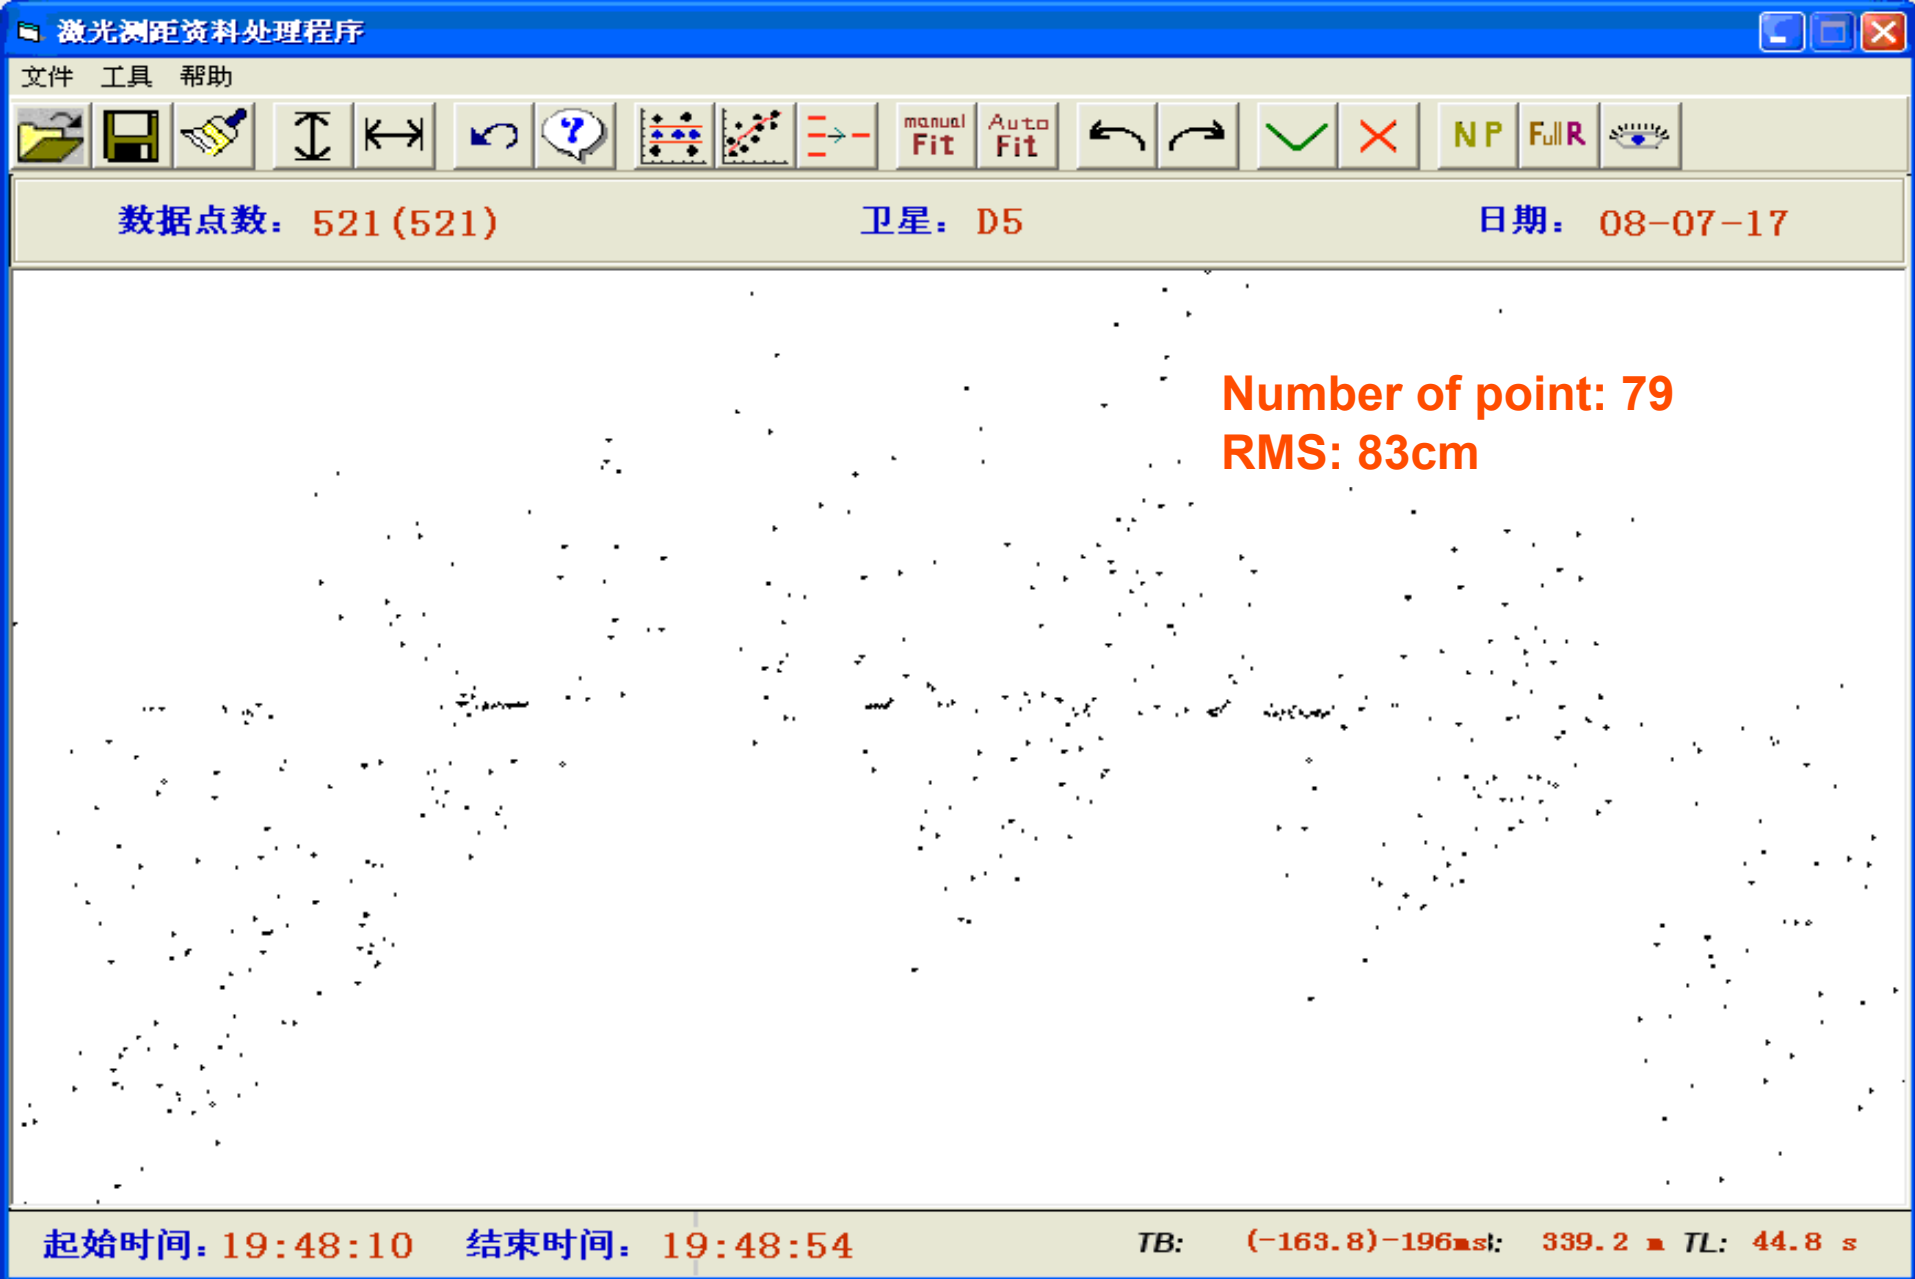 激光测距资料处理程序
文件 工具 帮助
manual Fit Auto Fit N P Full R
数据点数: 521(521) 卫星: D5 日期: 08-07-17
Number of point: 79
RMS: 83cm
起始时间: 19:48:10 结束时间: 19:48:54 TB: (-163.8)-196ms : 339.2 m TL: 44.8 s